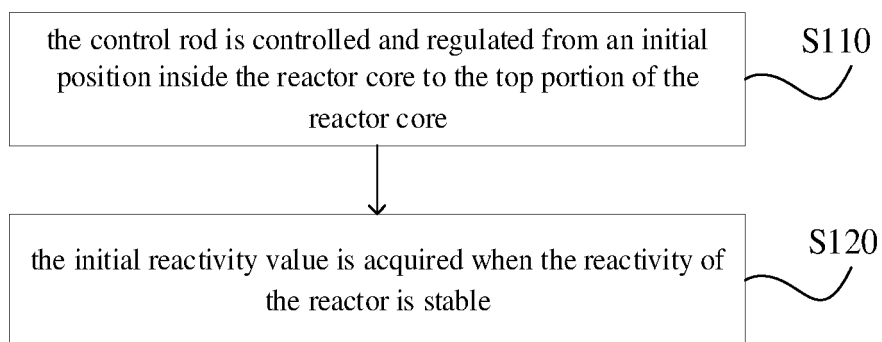 the control rod is controlled and regulated from an initial
position inside the reactor core to the top portion of the
reactor core
S110
the initial reactivity value is acquired when the reactivity of
the reactor is stable
S120